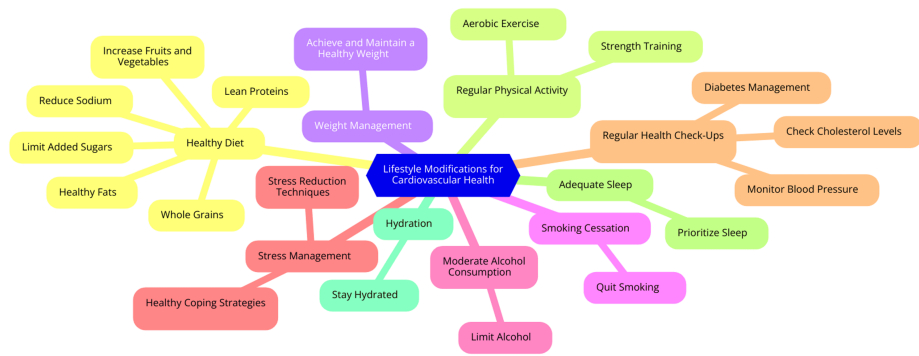 Lifestyle Modifications for
Cardiovascular Health
Healthy Diet
Increase Fruits and
Vegetables
Lean Proteins
Reduce Sodium
Limit Added Sugars
Healthy Fats
Whole Grains
Weight Management
Achieve and Maintain a
Healthy Weight
Regular Physical Activity
Aerobic Exercise
Strength Training
Regular Health Check-Ups
Diabetes Management
Check Cholesterol Levels
Monitor Blood Pressure
Adequate Sleep
Prioritize Sleep
Smoking Cessation
Quit Smoking
Moderate Alcohol
Consumption
Limit Alcohol
Hydration
Stay Hydrated
Stress Management
Stress Reduction
Techniques
Healthy Coping Strategies